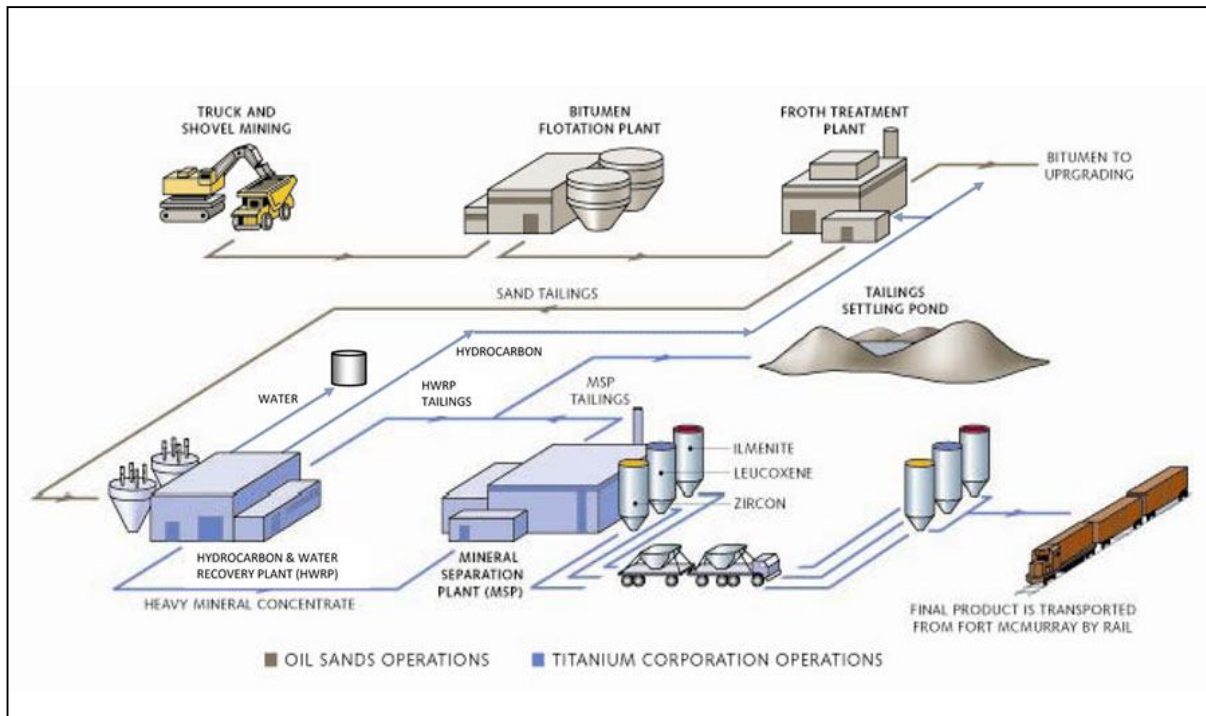 TRUCK AND
SHOVEL MINING
BITUMEN
FLOTATION PLANT
FROTH TREATMENT
PLANT
BITUMEN TO
UPRGRADING
SAND TAILINGS
TAILINGS
SETTLING POND
HYDROCARBON
WATER
HWRP
TAILINGS
MSP
TAILINGS
ILMENITE
LEUCOXENE
ZIRCON
HYDROCARBON & WATER
RECOVERY PLANT (HWRP)
MINERAL
SEPARATION
PLANT (MSP)
HEAVY MINERAL CONCENTRATE
FINAL PRODUCT IS TRANSPORTED
FROM FORT MCMURRAY BY RAIL
OIL SANDS OPERATIONS
TITANIUM CORPORATION OPERATIONS